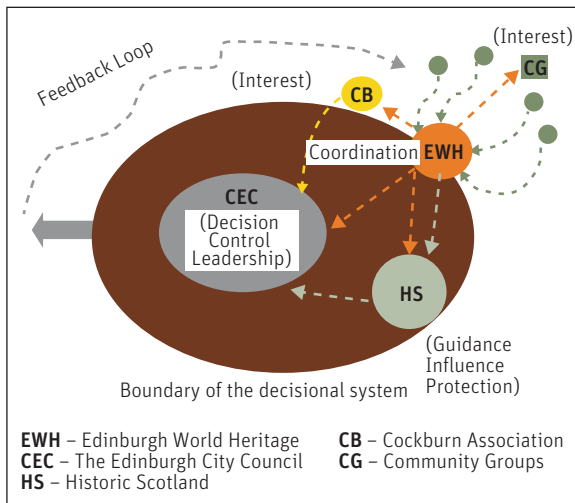 Feedback Loop
(Interest)
(Interest)
CG
CB
Coordination EWH
CEC
(Decision
Control
Leadership)
HS
(Guidance
Influence
Protection)
Boundary of the decisional system
EWH – Edinburgh World Heritage
CB – Cockburn Association
CEC – The Edinburgh City Council
CG – Community Groups
HS – Historic Scotland